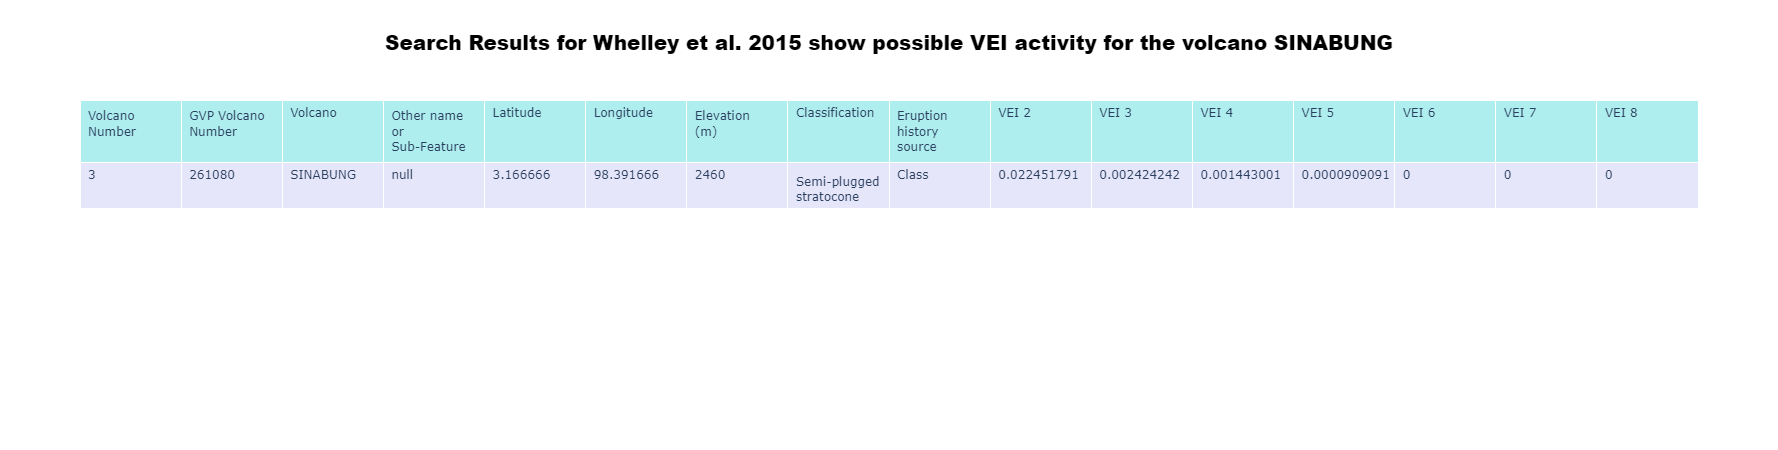 Search Results for Whelley et al. 2015 show possible VEI activity for the volcano SINABUNG
Volcano Number
GVP Volcano Number
Volcano
Other name or Sub-Feature
Latitude
Longitude
Elevation (m)
Classification
Eruption history source
VEI 2
VEI 3
VEI 4
VEI 5
VEI 6
VEI 7
VEI 8
3
261080
SINABUNG
null
3.166666
98.391666
2460
Semi-plugged stratocone
Class
0.022451791
0.002424242
0.001443001
0.0000909091
0
0
0